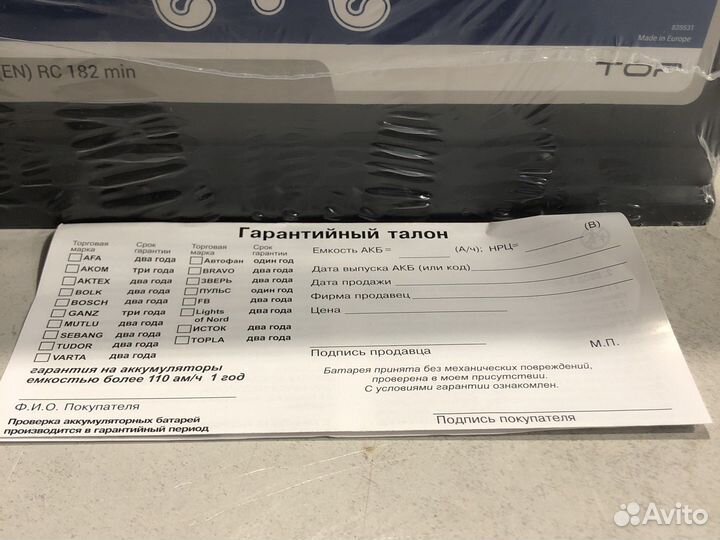 835531
Made in Europe
(EN) RC 182 min
Гарантийный талон
Торговая марка Срок гарантии
AFA два года
АКОМ три года
AKTEX два года
BOLK два года
BOSCH два года
GANZ три года
MUTLU два года
SEBANG два года
TUDOR два года
VARTA два года
Торговая марка Срок гарантии
Автофан один год
BRAVO два года
ЗВЕРЬ два года
ПУЛЬС один год
FB два года
Lights
of Nord два года
ИСТОК два года
TOPLA два года
гарантия на аккумуляторы
емкостью более 110 ам/ч 1 год
Ф.И.О. Покупателя
Проверка аккумуляторных батарей
производится в гарантийный период
Емкость АКБ = (А/ч); НРЦ= (В)
Дата выпуска АКБ (или код)
Дата продажи
Фирма продавец
Цена
Подпись продавца М.П.
Батарея принята без механических повреждений,
проверена в моем присутствии.
С условиями гарантии ознакомлен.
Подпись покупателя
Avito